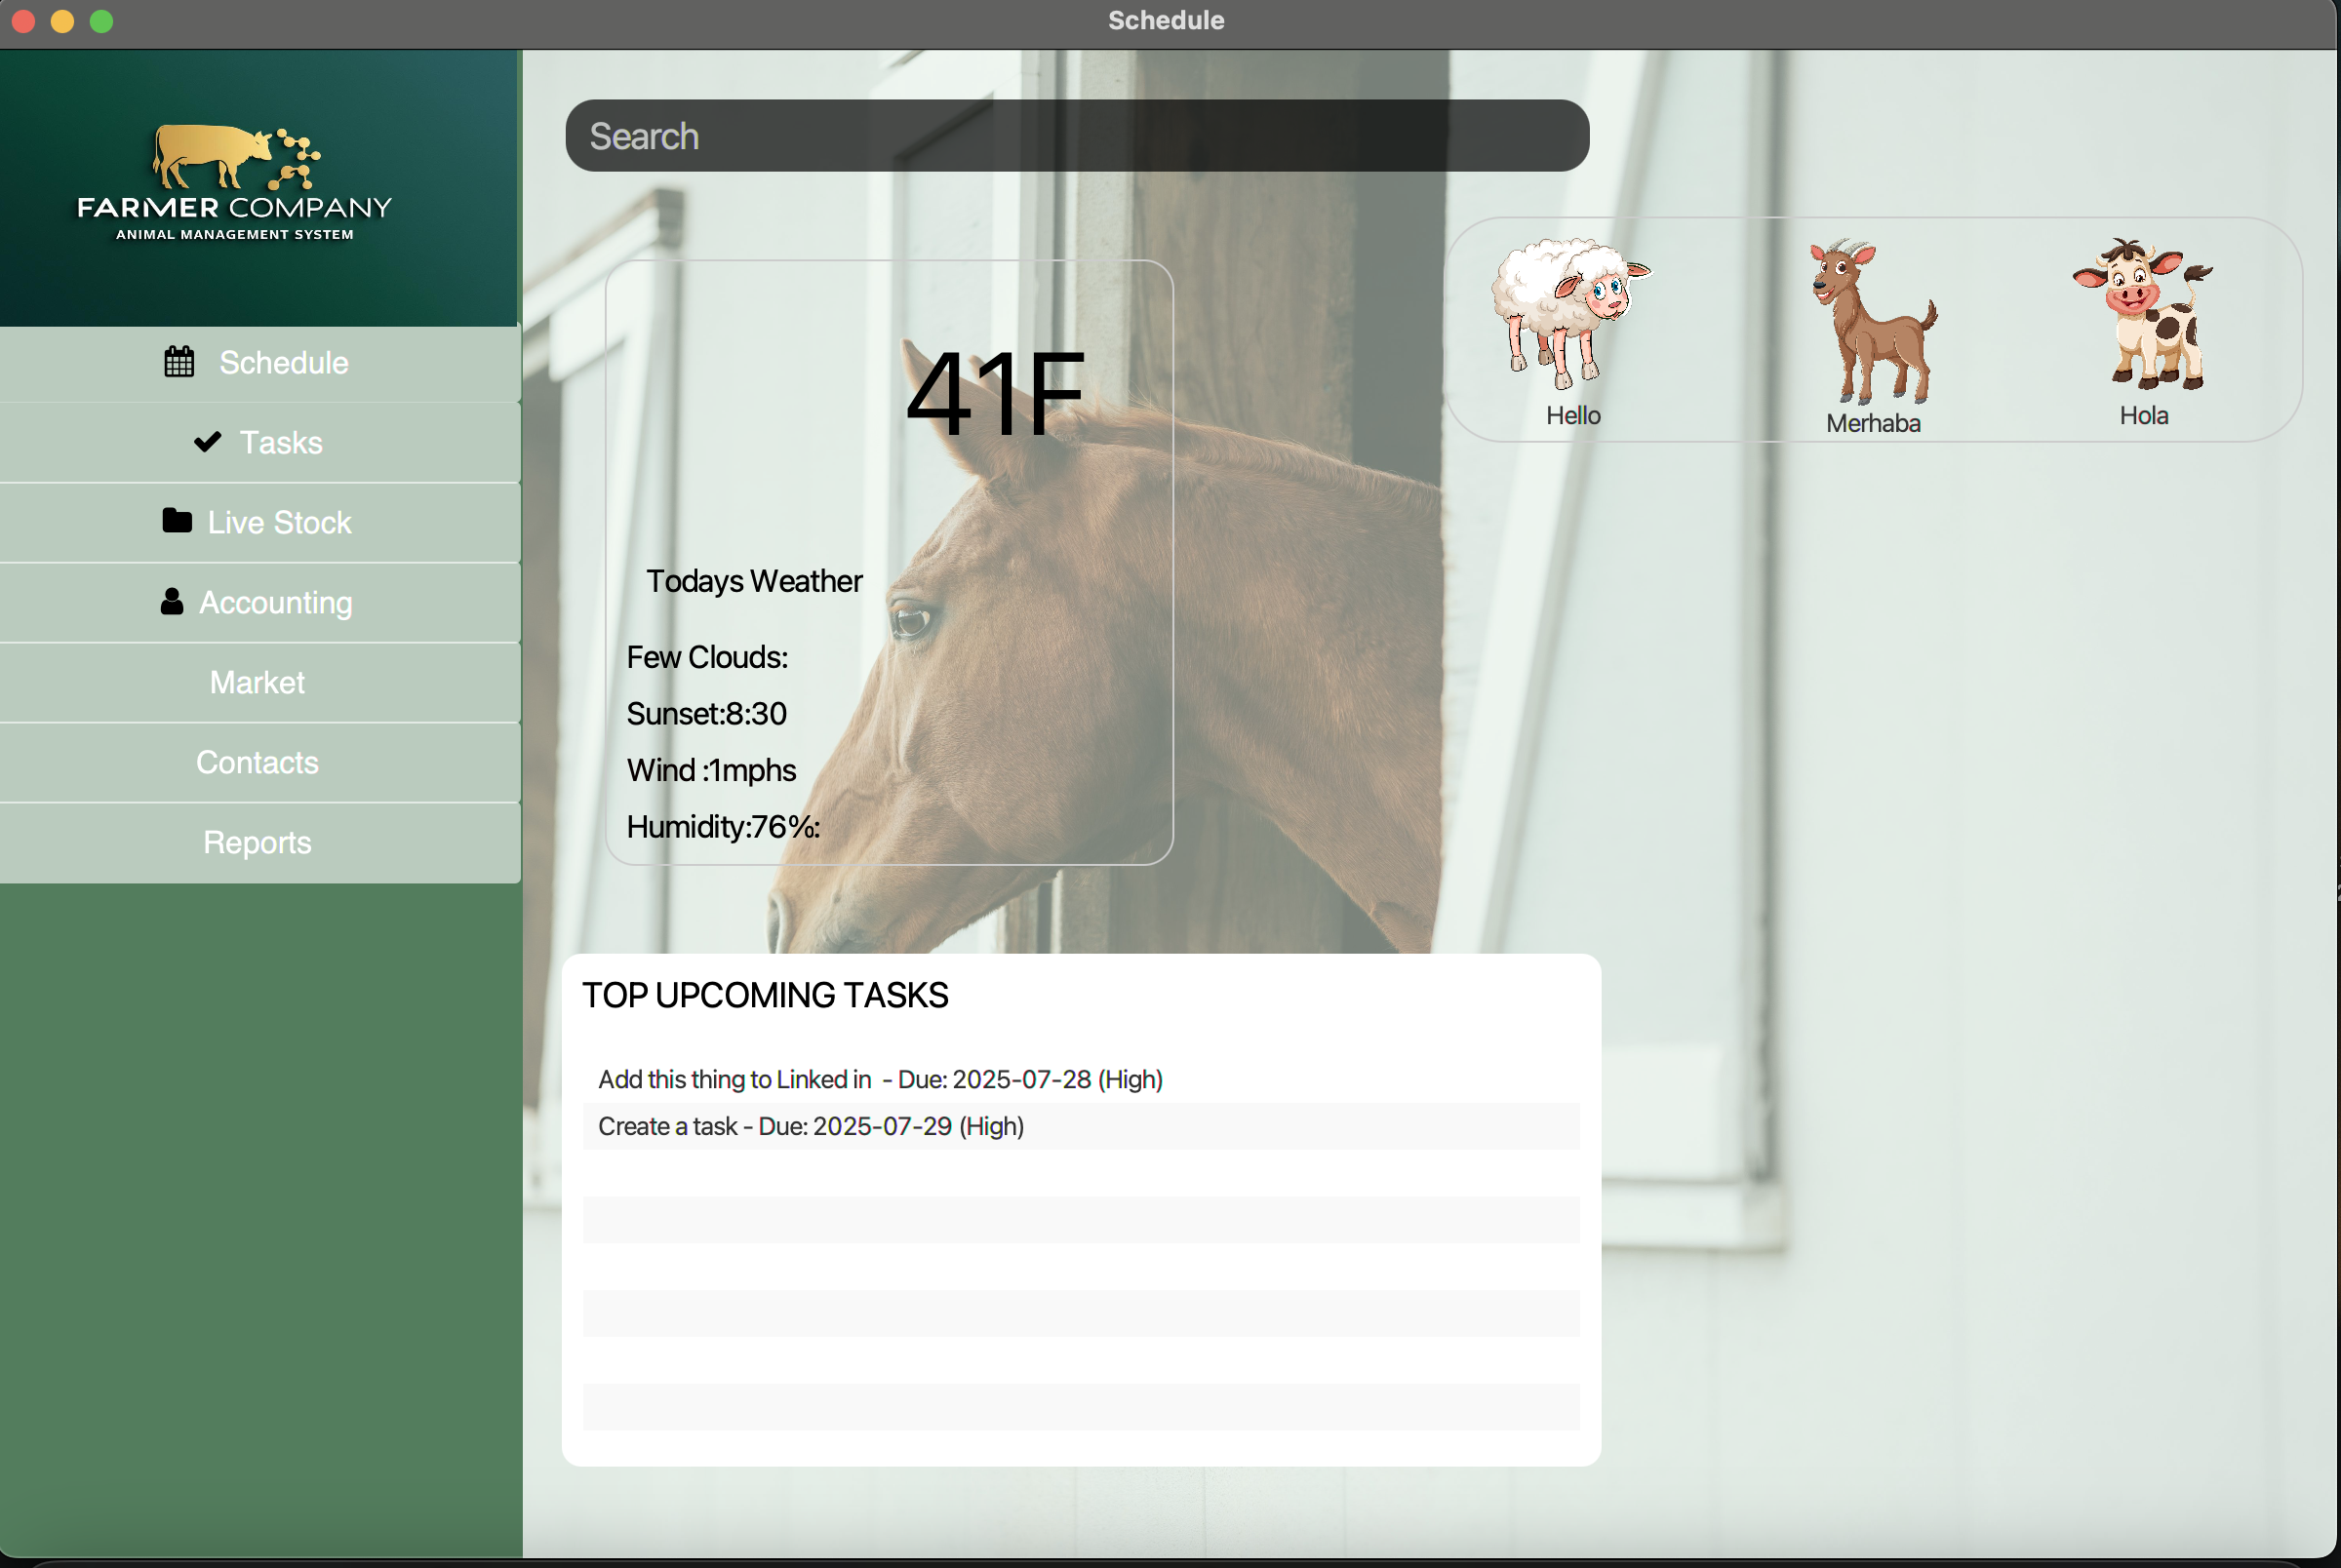 Schedule
FARMER COMPANY
ANIMAL MANAGEMENT SYSTEM
Schedule
Tasks
Live Stock
Accounting
Market
Contacts
Reports
Search
41F
Todays Weather
Few Clouds:
Sunset:8:30
Wind :1mphs
Humidity:76%:
Hello
Merhaba
Hola
TOP UPCOMING TASKS
Add this thing to Linked in - Due: 2025-07-28 (High)
Create a task - Due: 2025-07-29 (High)